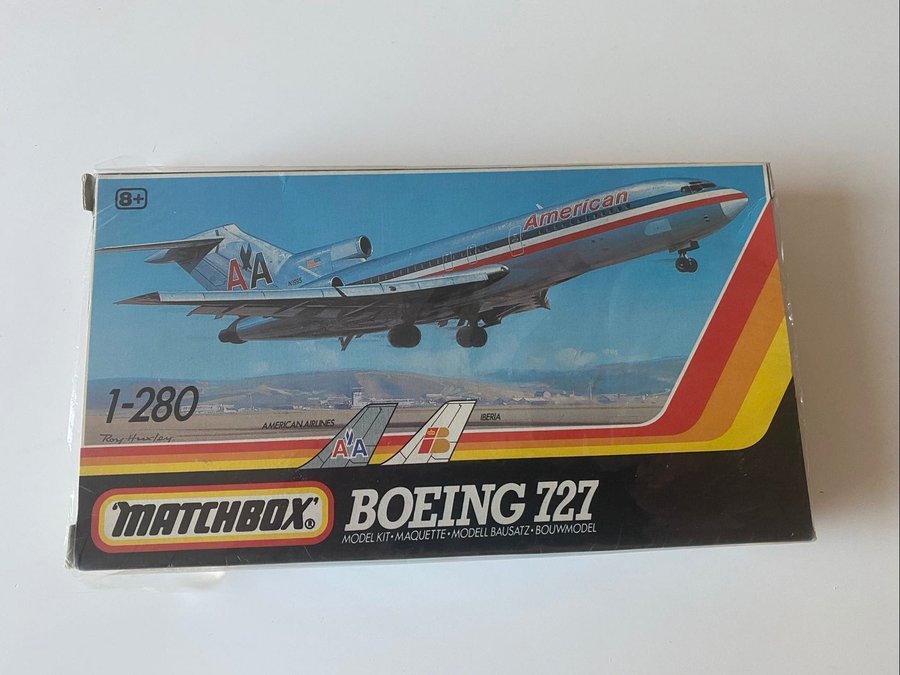 8+
American
AA
1-280
Roy Huxley.
AMERICAN AIRLINES
IBERIA
AA
IB
'MATCHBOX'®
BOEING 727
MODEL KIT • MAQUETTE • MODELL BAUSATZ • BOUWMODEL